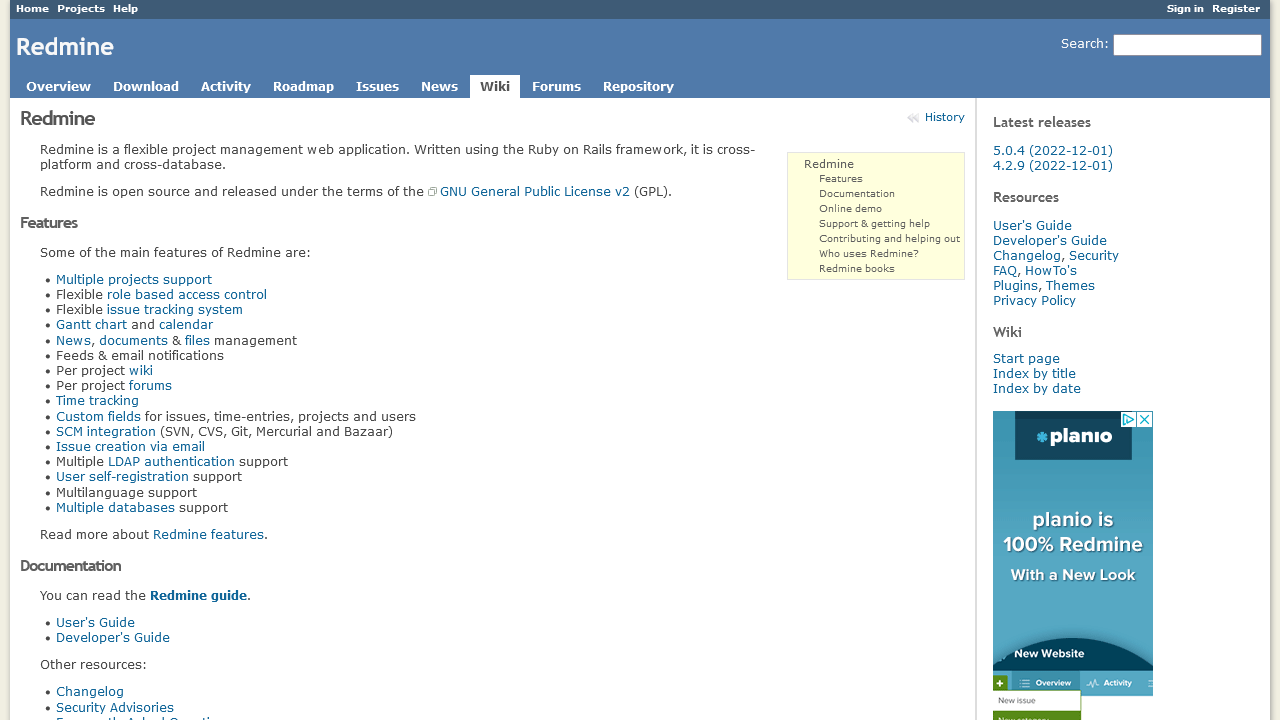 Home Projects Help
Sign in Register
Redmine
Search:
Overview Download Activity Roadmap Issues News Wiki Forums Repository
Redmine
History
Redmine is a flexible project management web application. Written using the Ruby on Rails framework, it is cross-
platform and cross-database.
Redmine is open source and released under the terms of the GNU General Public License v2 (GPL).
Redmine
Features
Documentation
Online demo
Support & getting help
Contributing and helping out
Who uses Redmine?
Redmine books
Features
Some of the main features of Redmine are:
Multiple projects support
Flexible role based access control
Flexible issue tracking system
Gantt chart and calendar
News, documents & files management
Feeds & email notifications
Per project wiki
Per project forums
Time tracking
Custom fields for issues, time-entries, projects and users
SCM integration (SVN, CVS, Git, Mercurial and Bazaar)
Issue creation via email
Multiple LDAP authentication support
User self-registration support
Multilanguage support
Multiple databases support
Read more about Redmine features.
Documentation
You can read the Redmine guide.
User's Guide
Developer's Guide
Other resources:
Changelog
Security Advisories
Latest releases
5.0.4 (2022-12-01)
4.2.9 (2022-12-01)
Resources
User's Guide
Developer's Guide
Changelog, Security
FAQ, HowTo's
Plugins, Themes
Privacy Policy
Wiki
Start page
Index by title
Index by date
planio
planio is
100% Redmine
With a New Look
New Website
Overview Activity
New issue
New category